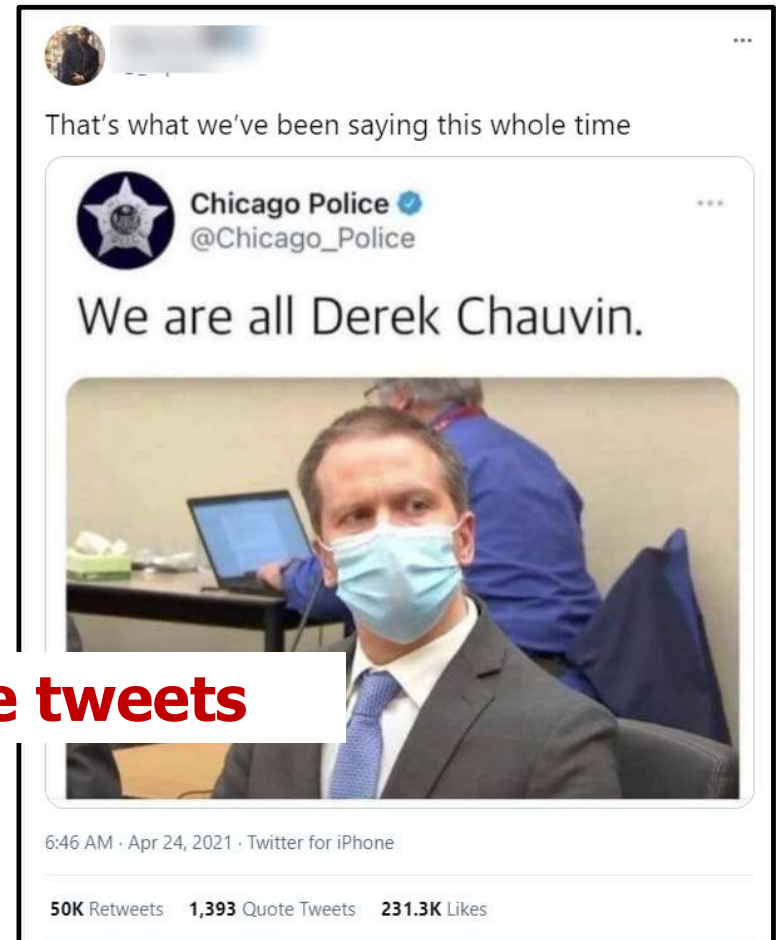 That's what we've been saying this whole time
Chicago Police
@Chicago_Police
We are all Derek Chauvin.
e tweets
6:46 AM · Apr 24, 2021 · Twitter for iPhone
50K Retweets 1,393 Quote Tweets 231.3K Likes